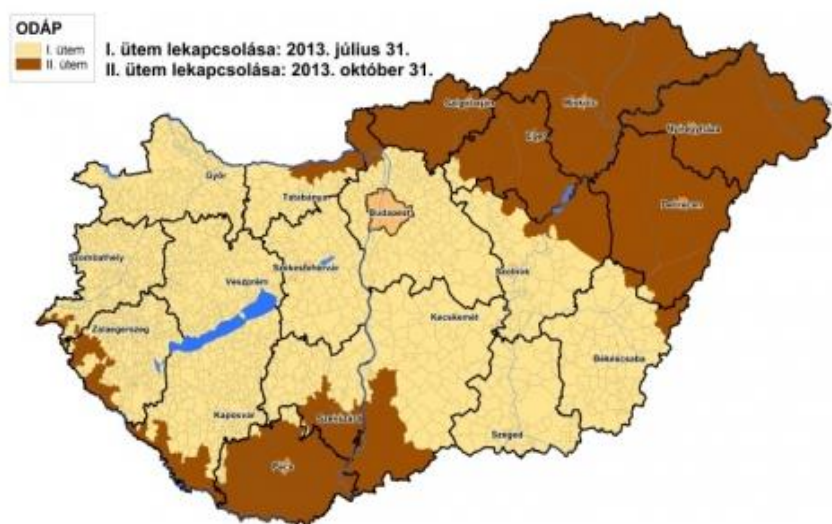 ODÁP
I. ütem
II. ütem
I. ütem lekapcsolása: 2013. július 31.
II. ütem lekapcsolása: 2013. október 31.
Salgótarján
Miskolc
Nyíregyháza
Eger
Győr
Tatabánya
Budapest
Debrecen
Szombathely
Veszprém
Székesfehérvár
Szolnok
Zalaegerszeg
Kecskemét
Békéscsaba
Kaposvár
Szekszárd
Szeged
Pécs